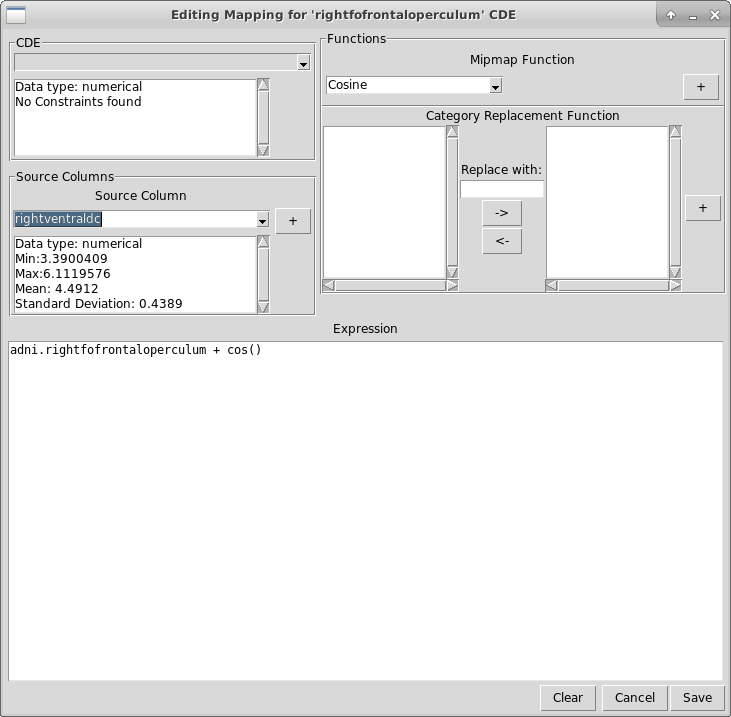 Editing Mapping for 'rightfofrontaloperculum' CDE
CDE
Data type: numerical
No Constraints found
Source Columns
Source Column
rightventraldc
+
Data type: numerical
Min:3.3900409
Max:6.1119576
Mean: 4.4912
Standard Deviation: 0.4389
Functions
Mipmap Function
Cosine
+
Category Replacement Function
Replace with:
->
<-
+
Expression
adni.rightfofrontaloperculum + cos()
Clear
Cancel
Save